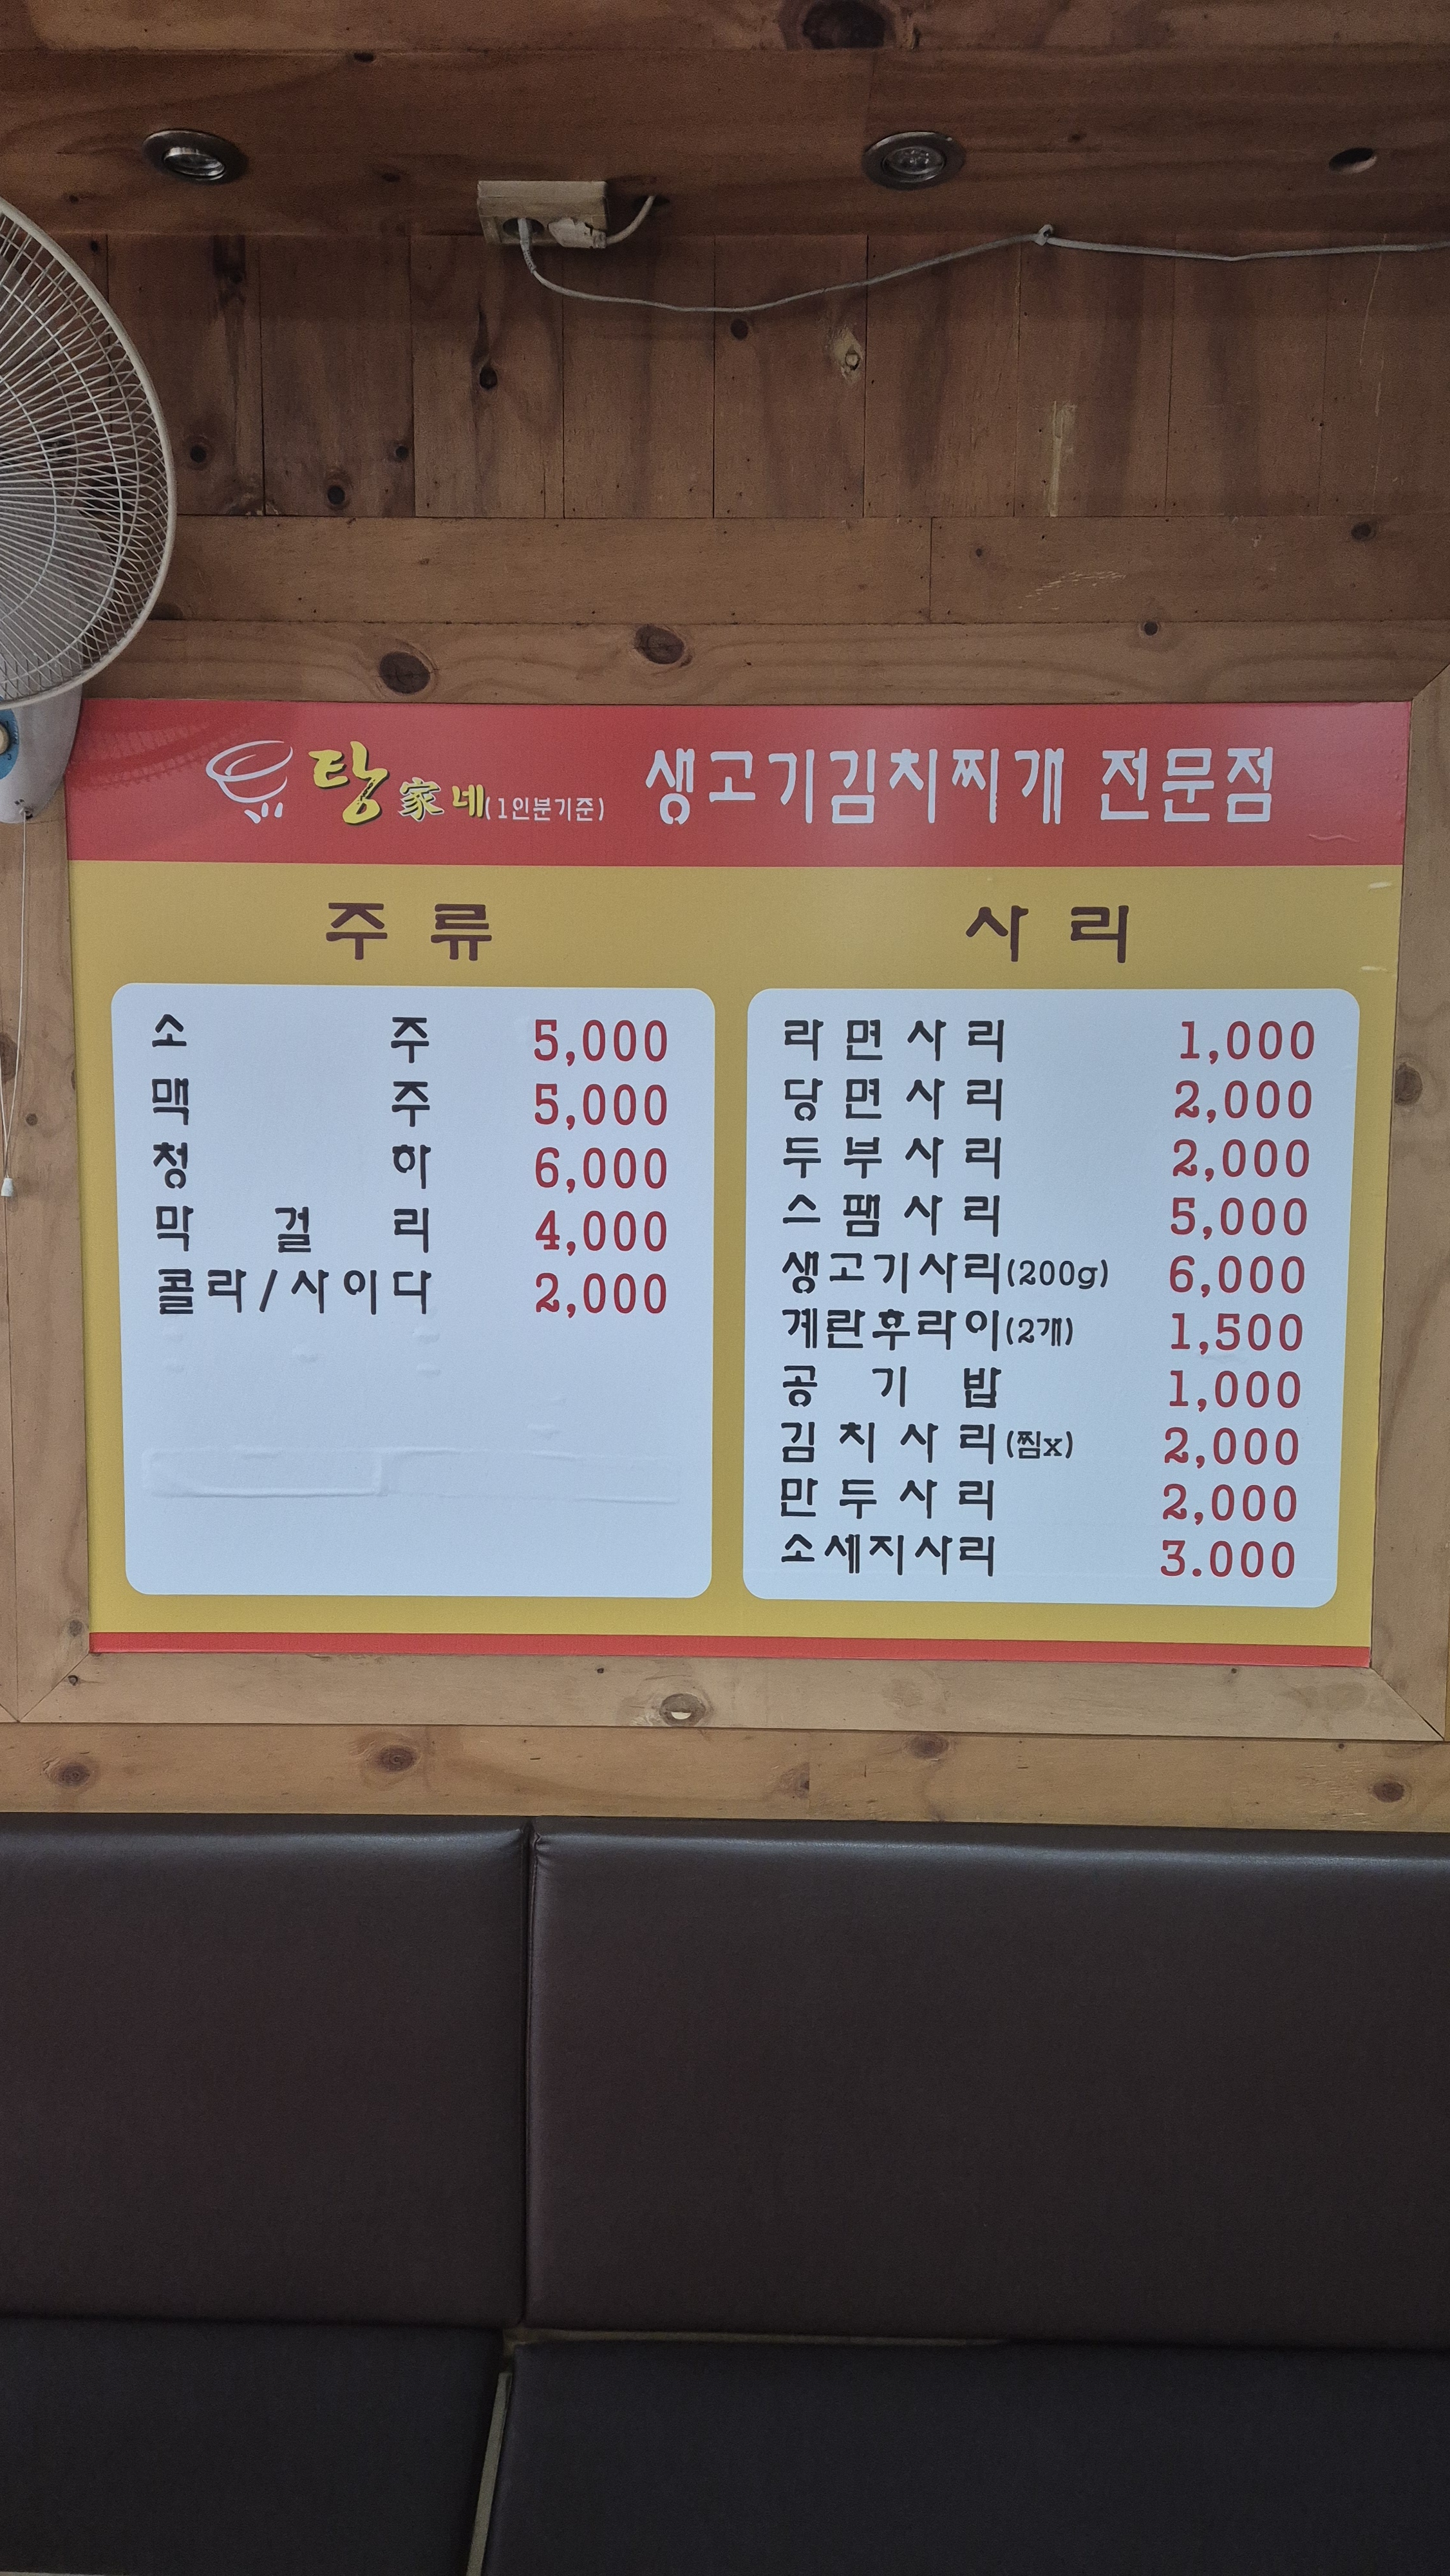 탕家네(1인분기준) 생고기김치찌개 전문점
주류
소주 5,000
맥주 5,000
청하 6,000
막걸리 4,000
콜라/사이다 2,000
사리
라면사리 1,000
당면사리 2,000
두부사리 2,000
스팸사리 5,000
생고기사리(200g) 6,000
계란후라이(2개) 1,500
공기밥 1,000
김치사리(찜x) 2,000
만두사리 2,000
소세지사리 3.000